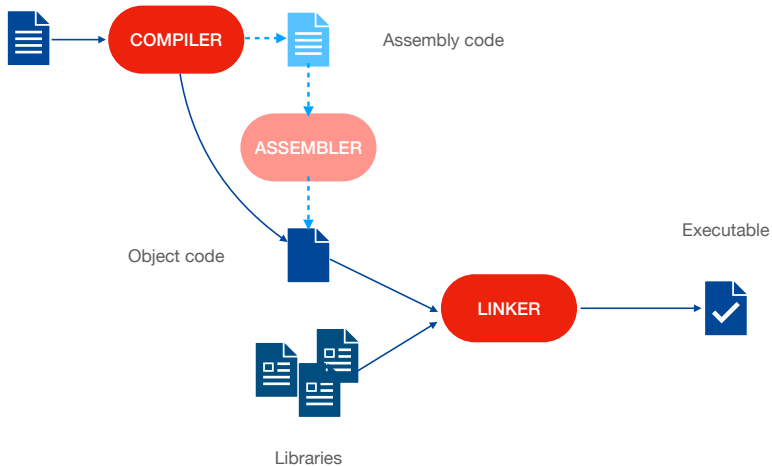 COMPILER
Assembly code
ASSEMBLER
Object code
Executable
LINKER
Libraries